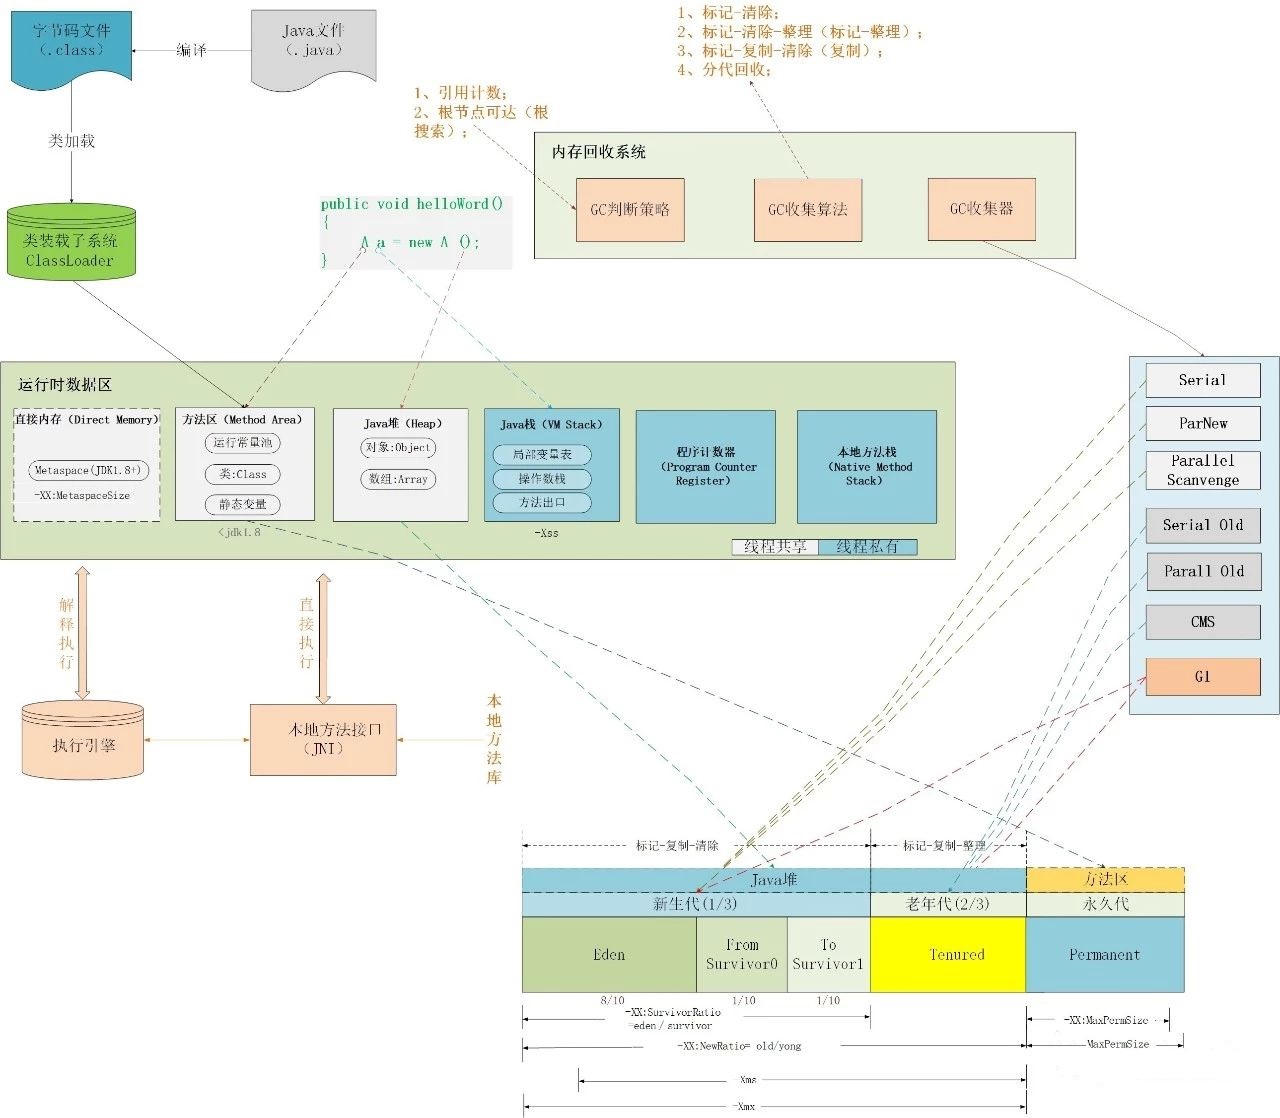 字节码文件
（.class）
编译
Java文件
（.java）
类加载
类装载子系统
ClassLoader
1、引用计数；
2、根节点可达（根
搜索）；
1、标记-清除；
2、标记-清除-整理（标记-整理）；
3、标记-复制-清除（复制）；
4、分代回收；
内存回收系统
GC判断策略
GC收集算法
GC收集器
public void helloWord()
{
A a = new A ();
}
运行时数据区
直接内存（Direct Memory）
Metaspace(JDK1.8+)
-XX:MetaspaceSize
方法区（Method Area）
运行常量池
类:Class
静态变量
<jdk1.8
Java堆（Heap）
对象:Object
数组:Array
Java栈（VM Stack）
局部变量表
操作数栈
方法出口
-Xss
程序计数器
（Program Counter
Register）
本地方法栈
(Native Method
Stack）
线程共享
线程私有
Serial
ParNew
Parallel
Scanvenge
Serial Old
Parall Old
CMS
G1
解释执行
直接执行
执行引擎
本地方法接口
（JNI）
本地方法库
标记-复制-清除
标记-复制-整理
Java堆
方法区
新生代(1/3)
老年代(2/3)
永久代
Eden
From
Survivor0
To
Survivor1
Tenured
Permanent
8/10
1/10
1/10
-XX:SurvivorRatio
=eden/survivor
-XX:MaxPermSize
-XX:NewRatio= old/yong
MaxPermSize
Xms
-Xmx